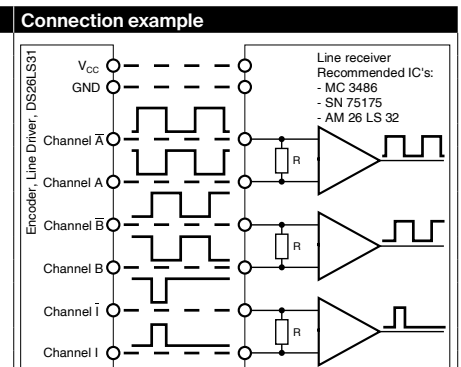 Connection example
Encoder, Line Driver, DS26LS31
V_CC
GND
Line receiver
Recommended IC's:
- MC 3486
- SN 75175
- AM 26 LS 32
Channel A̅
R
Channel A
Channel B̅
R
Channel B
Channel I̅
R
Channel I